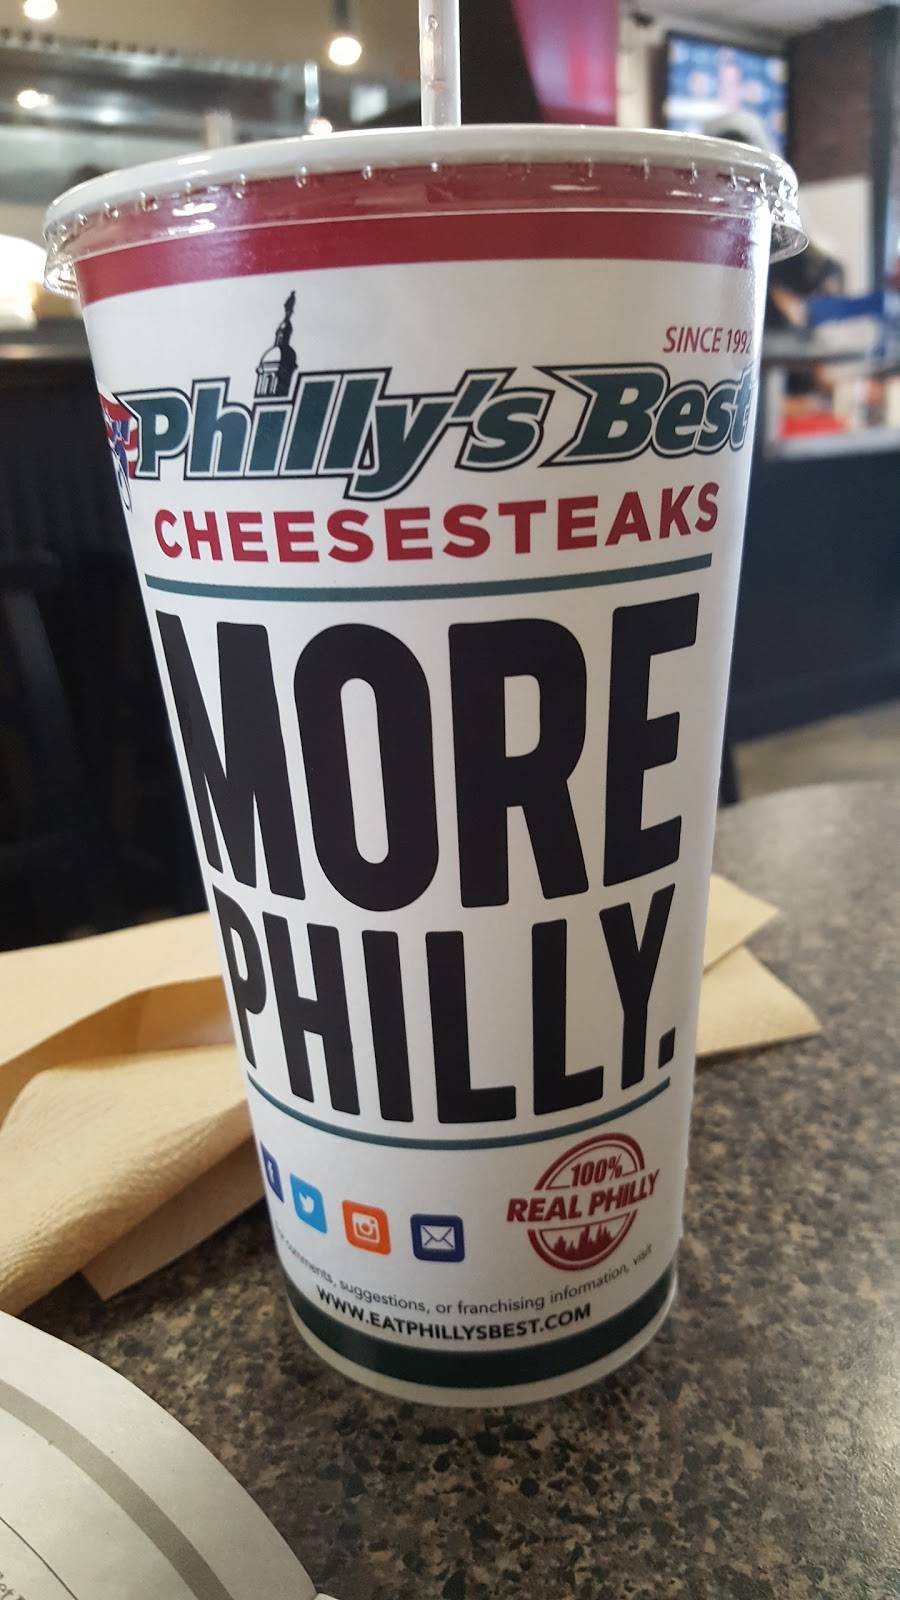 SINCE 1992
Philly's Best
CHEESESTEAKS
MORE
PHILLY.
f
100%
REAL PHILLY
comments, suggestions, or franchising information, visit
WWW.EATPHILLYSBEST.COM